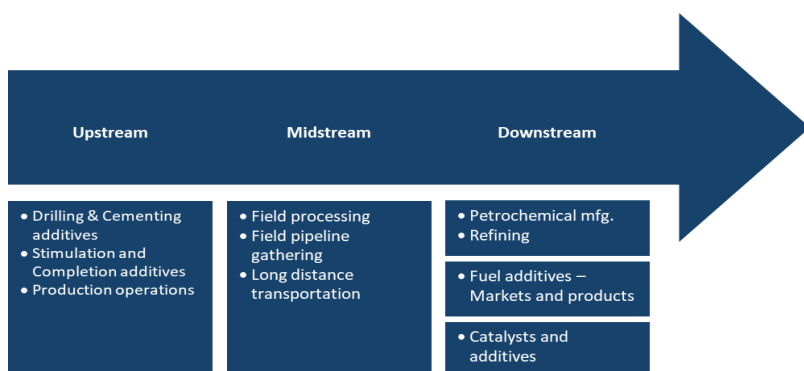 Upstream
Midstream
Downstream
• Drilling & Cementing
additives
• Stimulation and
Completion additives
• Production operations
• Field processing
• Field pipeline
gathering
• Long distance
transportation
• Petrochemical mfg.
• Refining
• Fuel additives –
Markets and products
• Catalysts and
additives